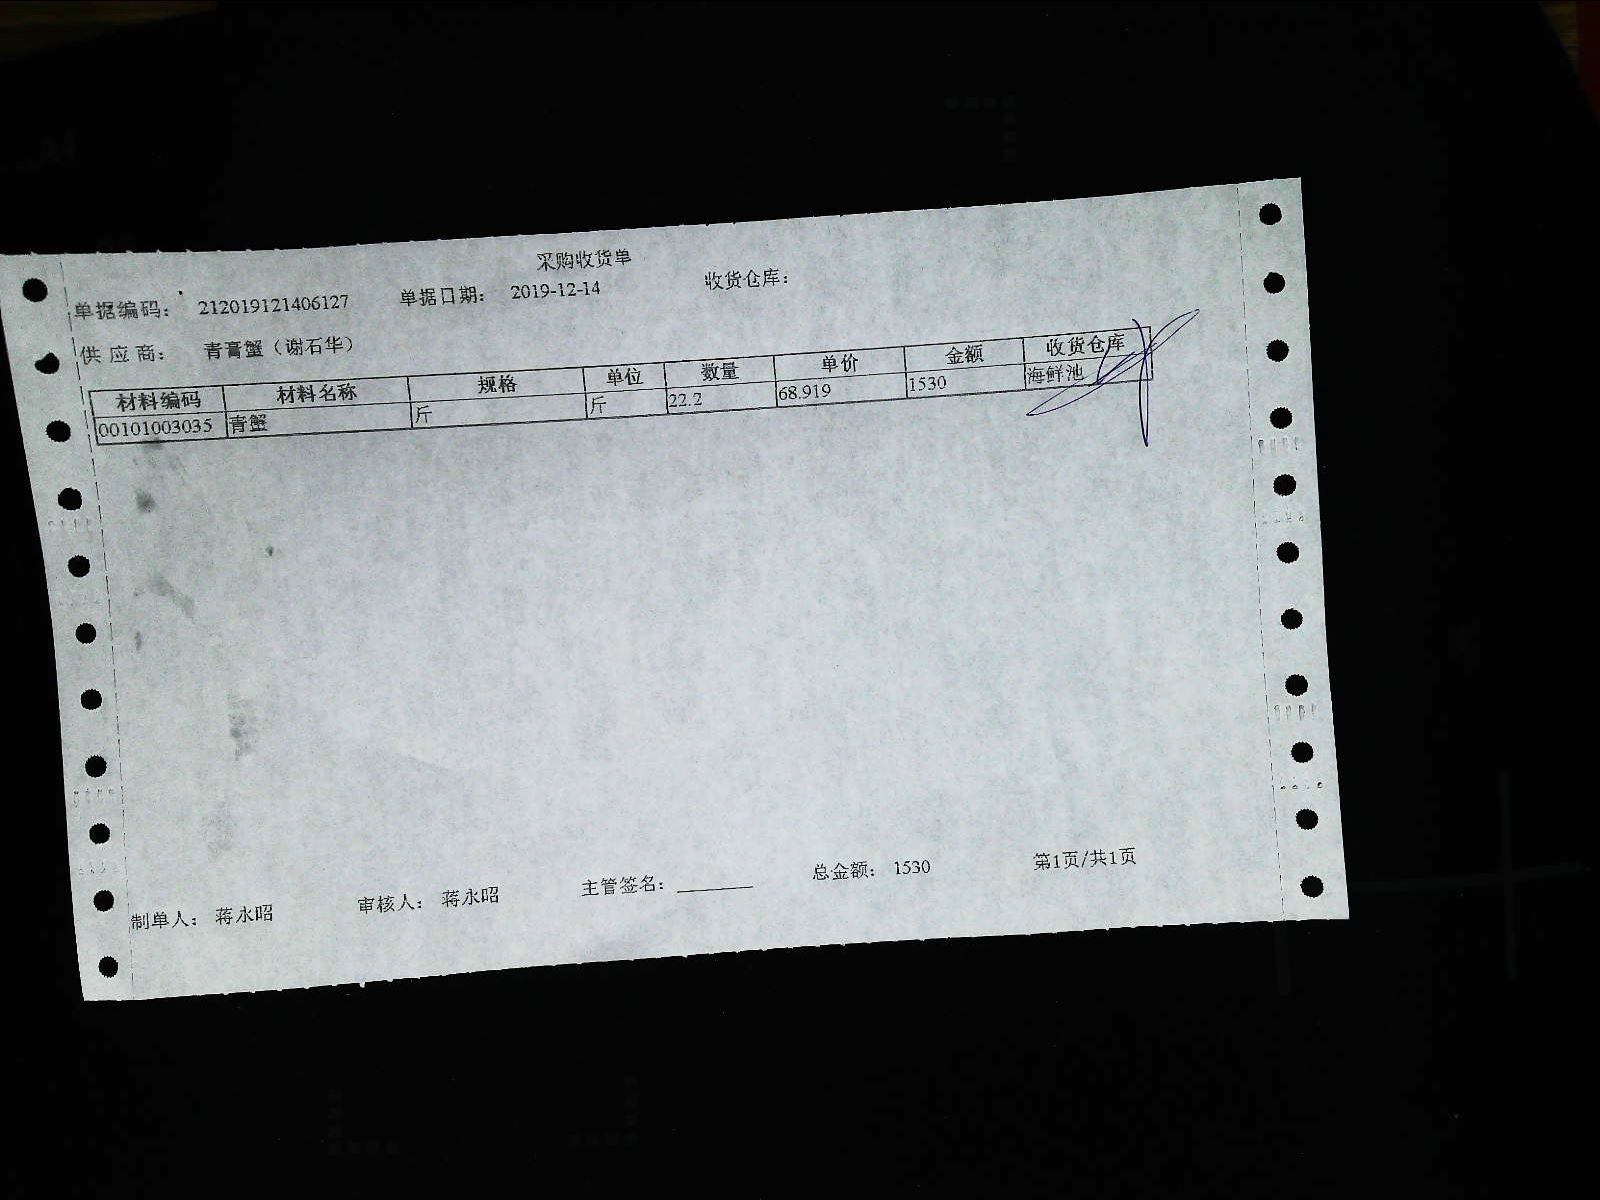 采购收货单
单据编码： 212019121406127 单据日期： 2019-12-14 收货仓库：
供应商： 青膏蟹（谢石华）
材料编码 材料名称 规格 单位 数量 单价 金额 收货仓库
00101003035 青蟹 斤 斤 22.2 68.919 1530 海鲜池
制单人： 蒋永昭 审核人： 蒋永昭 主管签名： 总金额： 1530 第1页/共1页